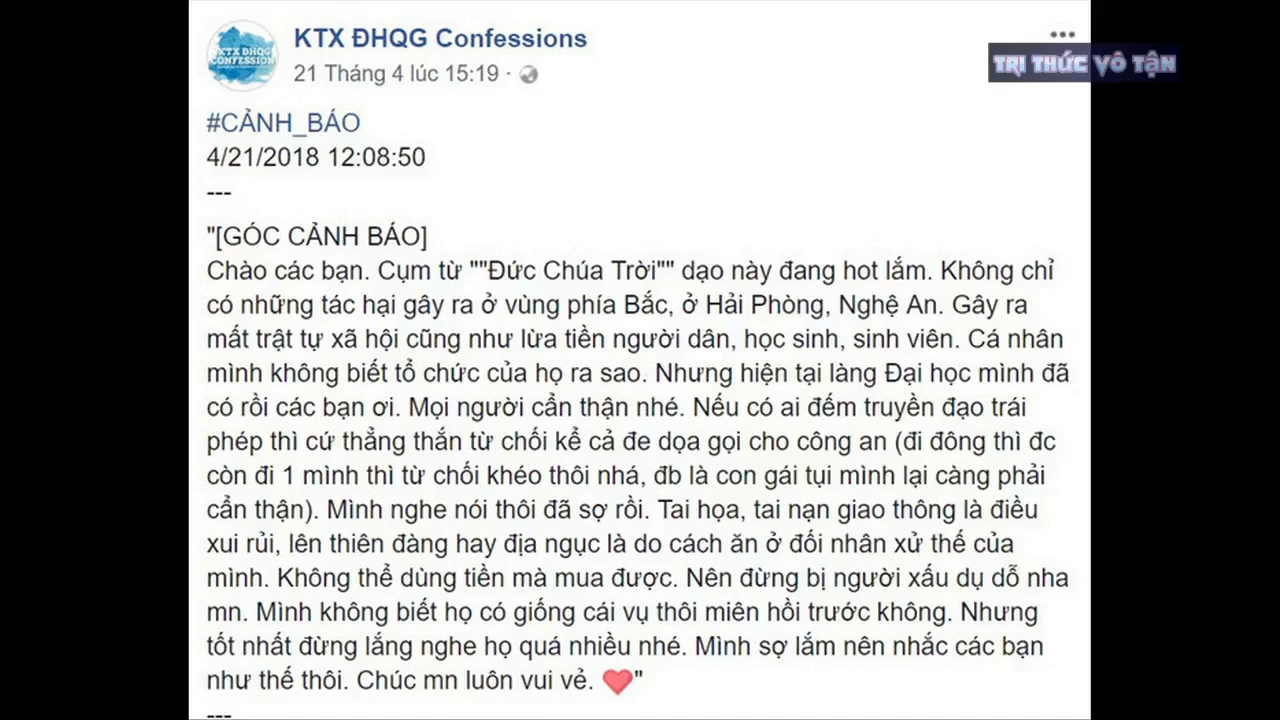 KTX ĐHQG Confessions
21 Tháng 4 lúc 15:19 ·
KTX ĐHQG
CONFESSION
TRI THỨC VÔ TẬN
#CẢNH_BÁO
4/21/2018 12:08:50
---
"[GÓC CẢNH BÁO]
Chào các bạn. Cụm từ ""Đức Chúa Trời"" dạo này đang hot lắm. Không chỉ
có những tác hại gây ra ở vùng phía Bắc, ở Hải Phòng, Nghệ An. Gây ra
mất trật tự xã hội cũng như lừa tiền người dân, học sinh, sinh viên. Cá nhân
mình không biết tổ chức của họ ra sao. Nhưng hiện tại làng Đại học mình đã
có rồi các bạn ơi. Mọi người cẩn thận nhé. Nếu có ai đếm truyền đạo trái
phép thì cứ thẳng thắn từ chối kể cả đe dọa gọi cho công an (đi đông thì đc
còn đi 1 mình thì từ chối khéo thôi nhá, đb là con gái tụi mình lại càng phải
cẩn thận). Mình nghe nói thôi đã sợ rồi. Tai họa, tai nạn giao thông là điều
xui rủi, lên thiên đàng hay địa ngục là do cách ăn ở đối nhân xử thế của
mình. Không thể dùng tiền mà mua được. Nên đừng bị người xấu dụ dỗ nha
mn. Mình không biết họ có giống cái vụ thôi miên hồi trước không. Nhưng
tốt nhất đừng lắng nghe họ quá nhiều nhé. Mình sợ lắm nên nhắc các bạn
như thế thôi. Chúc mn luôn vui vẻ. ❤"
---